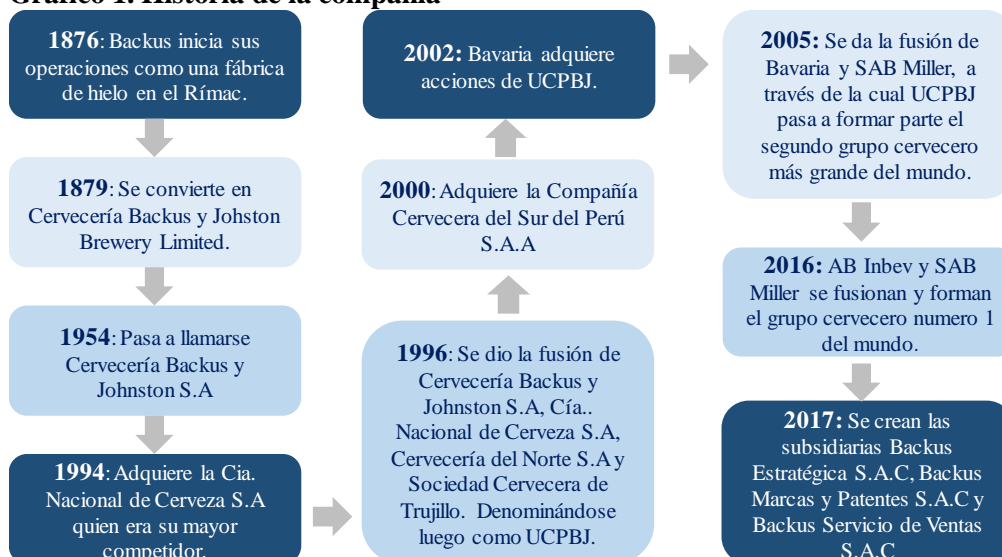 Gráfico 1. Historia de la compañía
1876: Backus inicia sus
operaciones como una fábrica
de hielo en el Rímac.
1879: Se convierte en
Cervecería Backus y Johston
Brewery Limited.
1954: Pasa a llamarse
Cervecería Backus y
Johnston S.A
1994: Adquiere la Cia.
Nacional de Cerveza S.A
quien era su mayor
competidor.
1996: Se dio la fusión de
Cervecería Backus y
Johnston S.A, Cía..
Nacional de Cerveza S.A,
Cervecería del Norte S.A y
Sociedad Cervecera de
Trujillo. Denominándose
luego como UCPBJ.
2000: Adquiere la Compañía
Cervecera del Sur del Perú
S.A.A
2002: Bavaria adquiere
acciones de UCPBJ.
2005: Se da la fusión de
Bavaria y SAB Miller, a
través de la cual UCPBJ
pasa a formar parte el
segundo grupo cervecero
más grande del mundo.
2016: AB Inbev y SAB
Miller se fusionan y forman
el grupo cervecero numero 1
del mundo.
2017: Se crean las
subsidiarias Backus
Estratégica S.A.C, Backus
Marcas y Patentes S.A.C y
Backus Servicio de Ventas
S.A.C